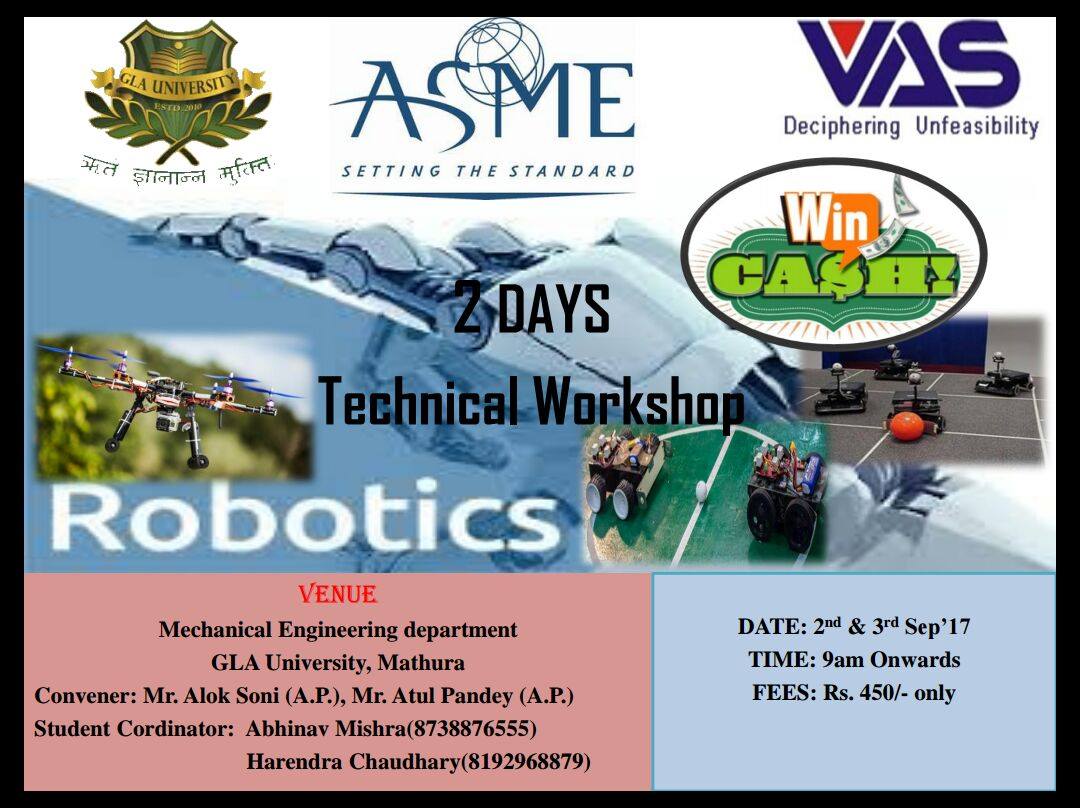 GLA UNIVERSITY
ESTD.2010
ऋतं ज्ञानान्न मुक्तिः
ASME
SETTING THE STANDARD
VAS
Deciphering Unfeasibility
Win
CA$H!
2 DAYS
Technical Workshop
Robotics
VENUE
Mechanical Engineering department
GLA University, Mathura
Convener: Mr. Alok Soni (A.P.), Mr. Atul Pandey (A.P.)
Student Cordinator: Abhinav Mishra(8738876555)
Harendra Chaudhary(8192968879)
DATE: 2nd & 3rd Sep’17
TIME: 9am Onwards
FEES: Rs. 450/- only